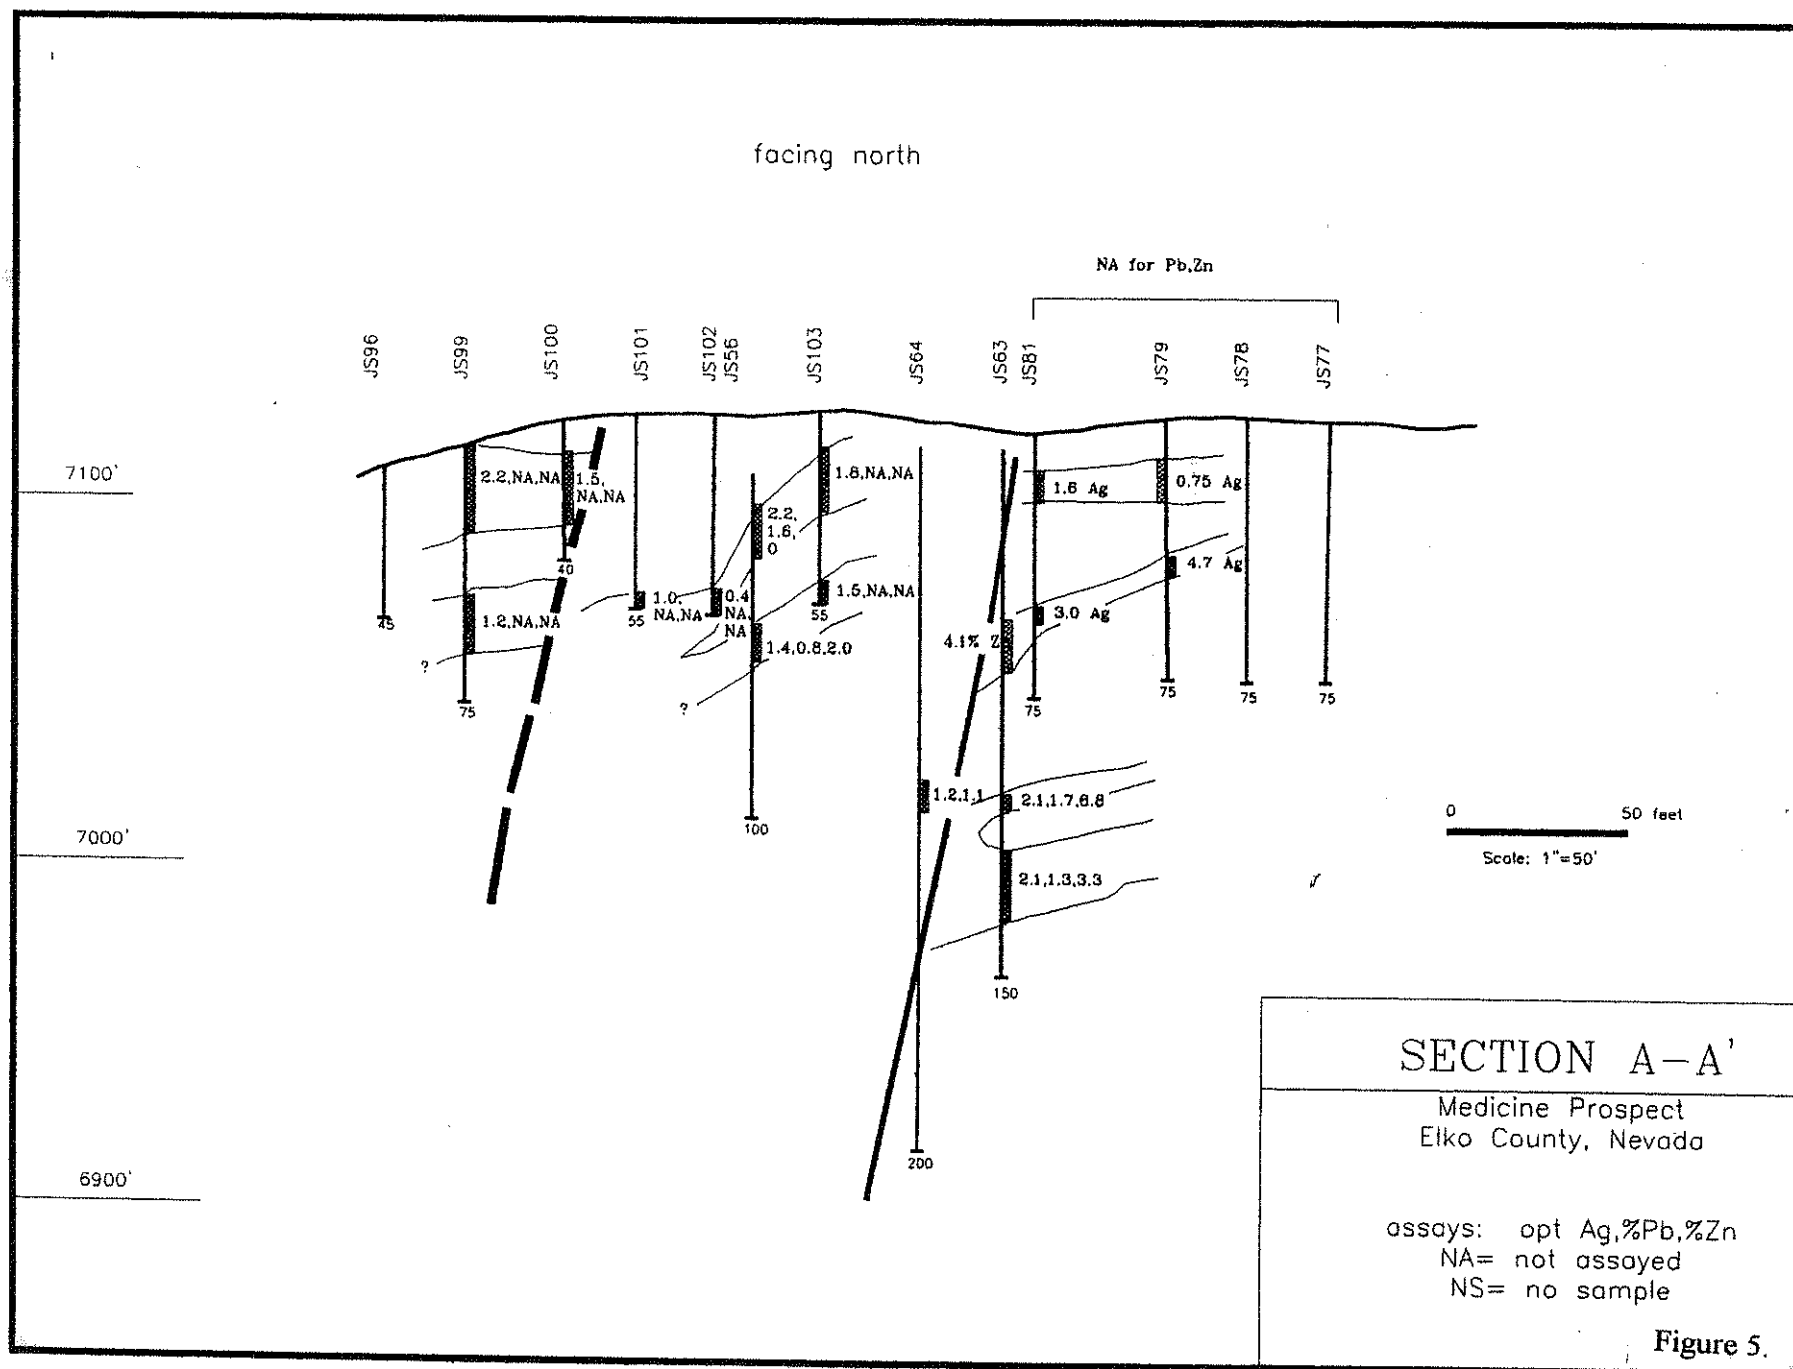 facing north
NA for Pb,Zn
JS96
JS99
JS100
JS101
JS102
JS56
JS103
JS64
JS63
JS81
JS79
JS78
JS77
7100'
2.2,NA,NA
1.5,
NA,NA
1.8,NA,NA
2.2,
1.6,
0
1.6 Ag
0.75 Ag
4.7 Ag
40
1.2,NA,NA
1.0,
NA,NA
0.4
NA,
NA
1.5,NA,NA
3.0 Ag
45
55
55
4.1% Z
1.4,0.8,2.0
?
?
75
75
75
75
75
1.2,1.1
2.1,1.7,6.8
100
7000'
2.1,1.3,3.3
0
50 feet
Scale: 1"=50'
150
200
6900'
SECTION A-A'
Medicine Prospect
Elko County, Nevada
assays: opt Ag,%Pb,%Zn
NA= not assayed
NS= no sample
Figure 5.